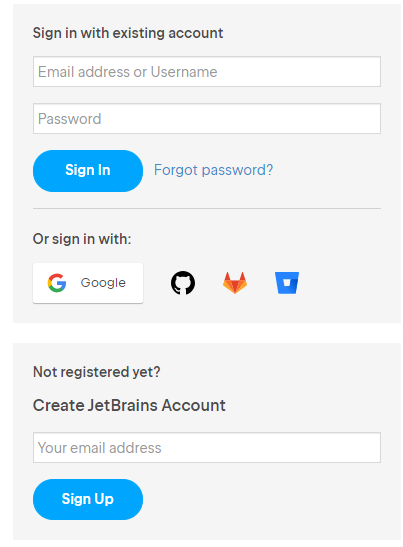 Sign in with existing account
Email address or Username
Password
Sign In Forgot password?
Or sign in with:
Google
Not registered yet?
Create JetBrains Account
Your email address
Sign Up